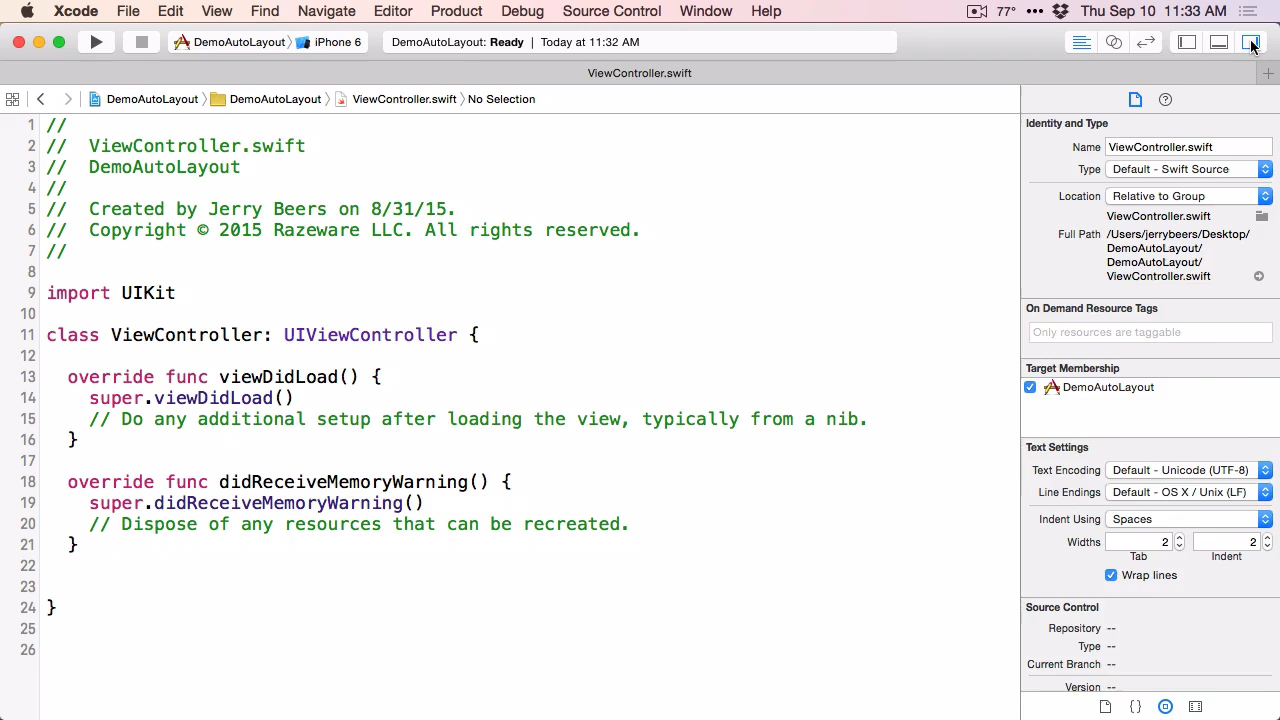 Xcode File Edit View Find Navigate Editor Product Debug Source Control Window Help 77° Thu Sep 10 11:33 AM
DemoAutoLayout iPhone 6 DemoAutoLayout: Ready | Today at 11:32 AM
ViewController.swift
DemoAutoLayout DemoAutoLayout ViewController.swift No Selection
1 //
2 // ViewController.swift
3 // DemoAutoLayout
4 //
5 // Created by Jerry Beers on 8/31/15.
6 // Copyright © 2015 Razeware LLC. All rights reserved.
7 //
8
9 import UIKit
10
11 class ViewController: UIViewController {
12
13 override func viewDidLoad() {
14 super.viewDidLoad()
15 // Do any additional setup after loading the view, typically from a nib.
16 }
17
18 override func didReceiveMemoryWarning() {
19 super.didReceiveMemoryWarning()
20 // Dispose of any resources that can be recreated.
21 }
22
23
24 }
25
26
Identity and Type
Name ViewController.swift
Type Default - Swift Source
Location Relative to Group
ViewController.swift
Full Path /Users/jerrybeers/Desktop/
DemoAutoLayout/
DemoAutoLayout/
ViewController.swift
On Demand Resource Tags
Only resources are taggable
Target Membership
DemoAutoLayout
Text Settings
Text Encoding Default - Unicode (UTF-8)
Line Endings Default - OS X / Unix (LF)
Indent Using Spaces
Widths 2 2
Tab Indent
Wrap lines
Source Control
Repository --
Type --
Current Branch --
Version --